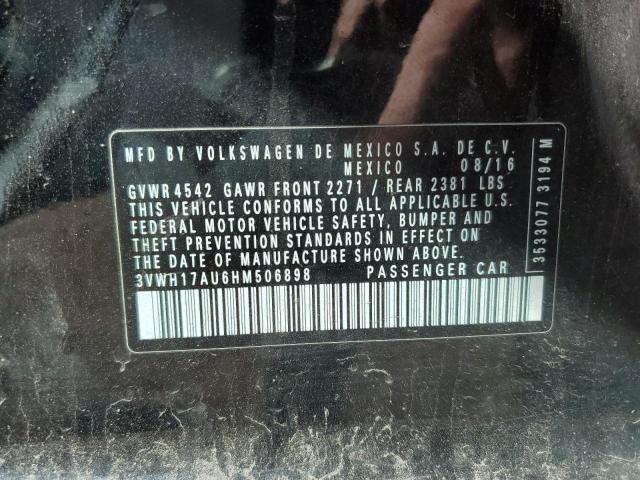 MFD BY VOLKSWAGEN DE MEXICO S.A. DE C.V.
MEXICO 08/16
GVWR 4542 GAWR FRONT 2271 / REAR 2381 LBS
THIS VEHICLE CONFORMS TO ALL APPLICABLE U.S.
FEDERAL MOTOR VEHICLE SAFETY, BUMPER AND
THEFT PREVENTION STANDARDS IN EFFECT ON
THE DATE OF MANUFACTURE SHOWN ABOVE.
3VWH17AU6HM506898 PASSENGER CAR
3533077 3194 M